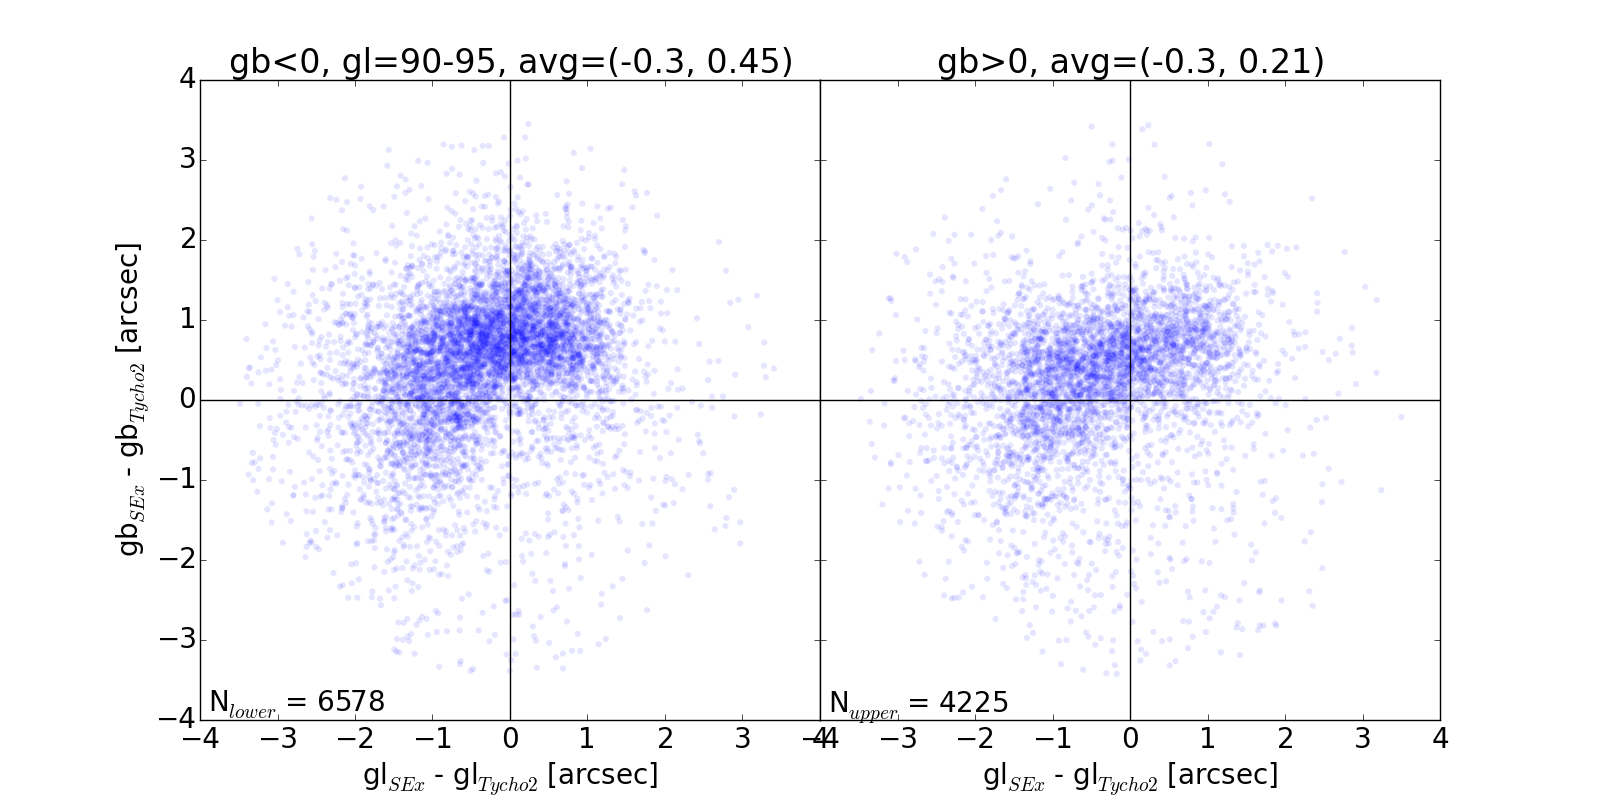 gb<0, gl=90-95, avg=(-0.3, 0.45)
gb>0, avg=(-0.3, 0.21)
4
3
2
1
0
−1
−2
−3
−4
gb_SEx - gb_Tycho2 [arcsec]
N_lower = 6578
N_upper = 4225
−4 −3 −2 −1 0 1 2 3 4
−4 −3 −2 −1 0 1 2 3 4
gl_SEx - gl_Tycho2 [arcsec]
gl_SEx - gl_Tycho2 [arcsec]